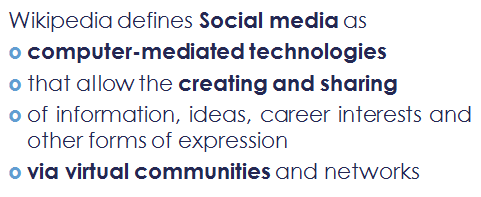 Wikipedia defines Social media as
o computer-mediated technologies
o that allow the creating and sharing
o of information, ideas, career interests and
other forms of expression
o via virtual communities and networks